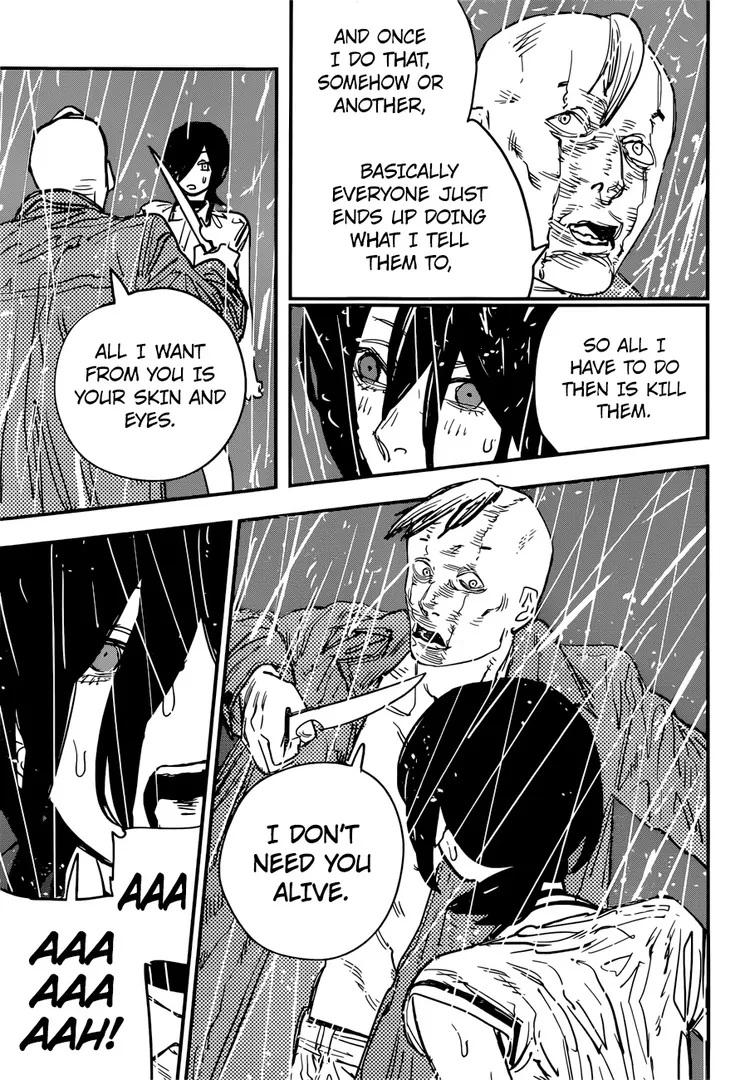 AND ONCE
I DO THAT,
SOMEHOW OR
ANOTHER,
BASICALLY
EVERYONE JUST
ENDS UP DOING
WHAT I TELL
THEM TO,
SO ALL I
HAVE TO DO
THEN IS KILL
THEM.
ALL I WANT
FROM YOU IS
YOUR SKIN AND
EYES.
I DON'T
NEED YOU
ALIVE.
AAA
AAA
AAA
AAH!